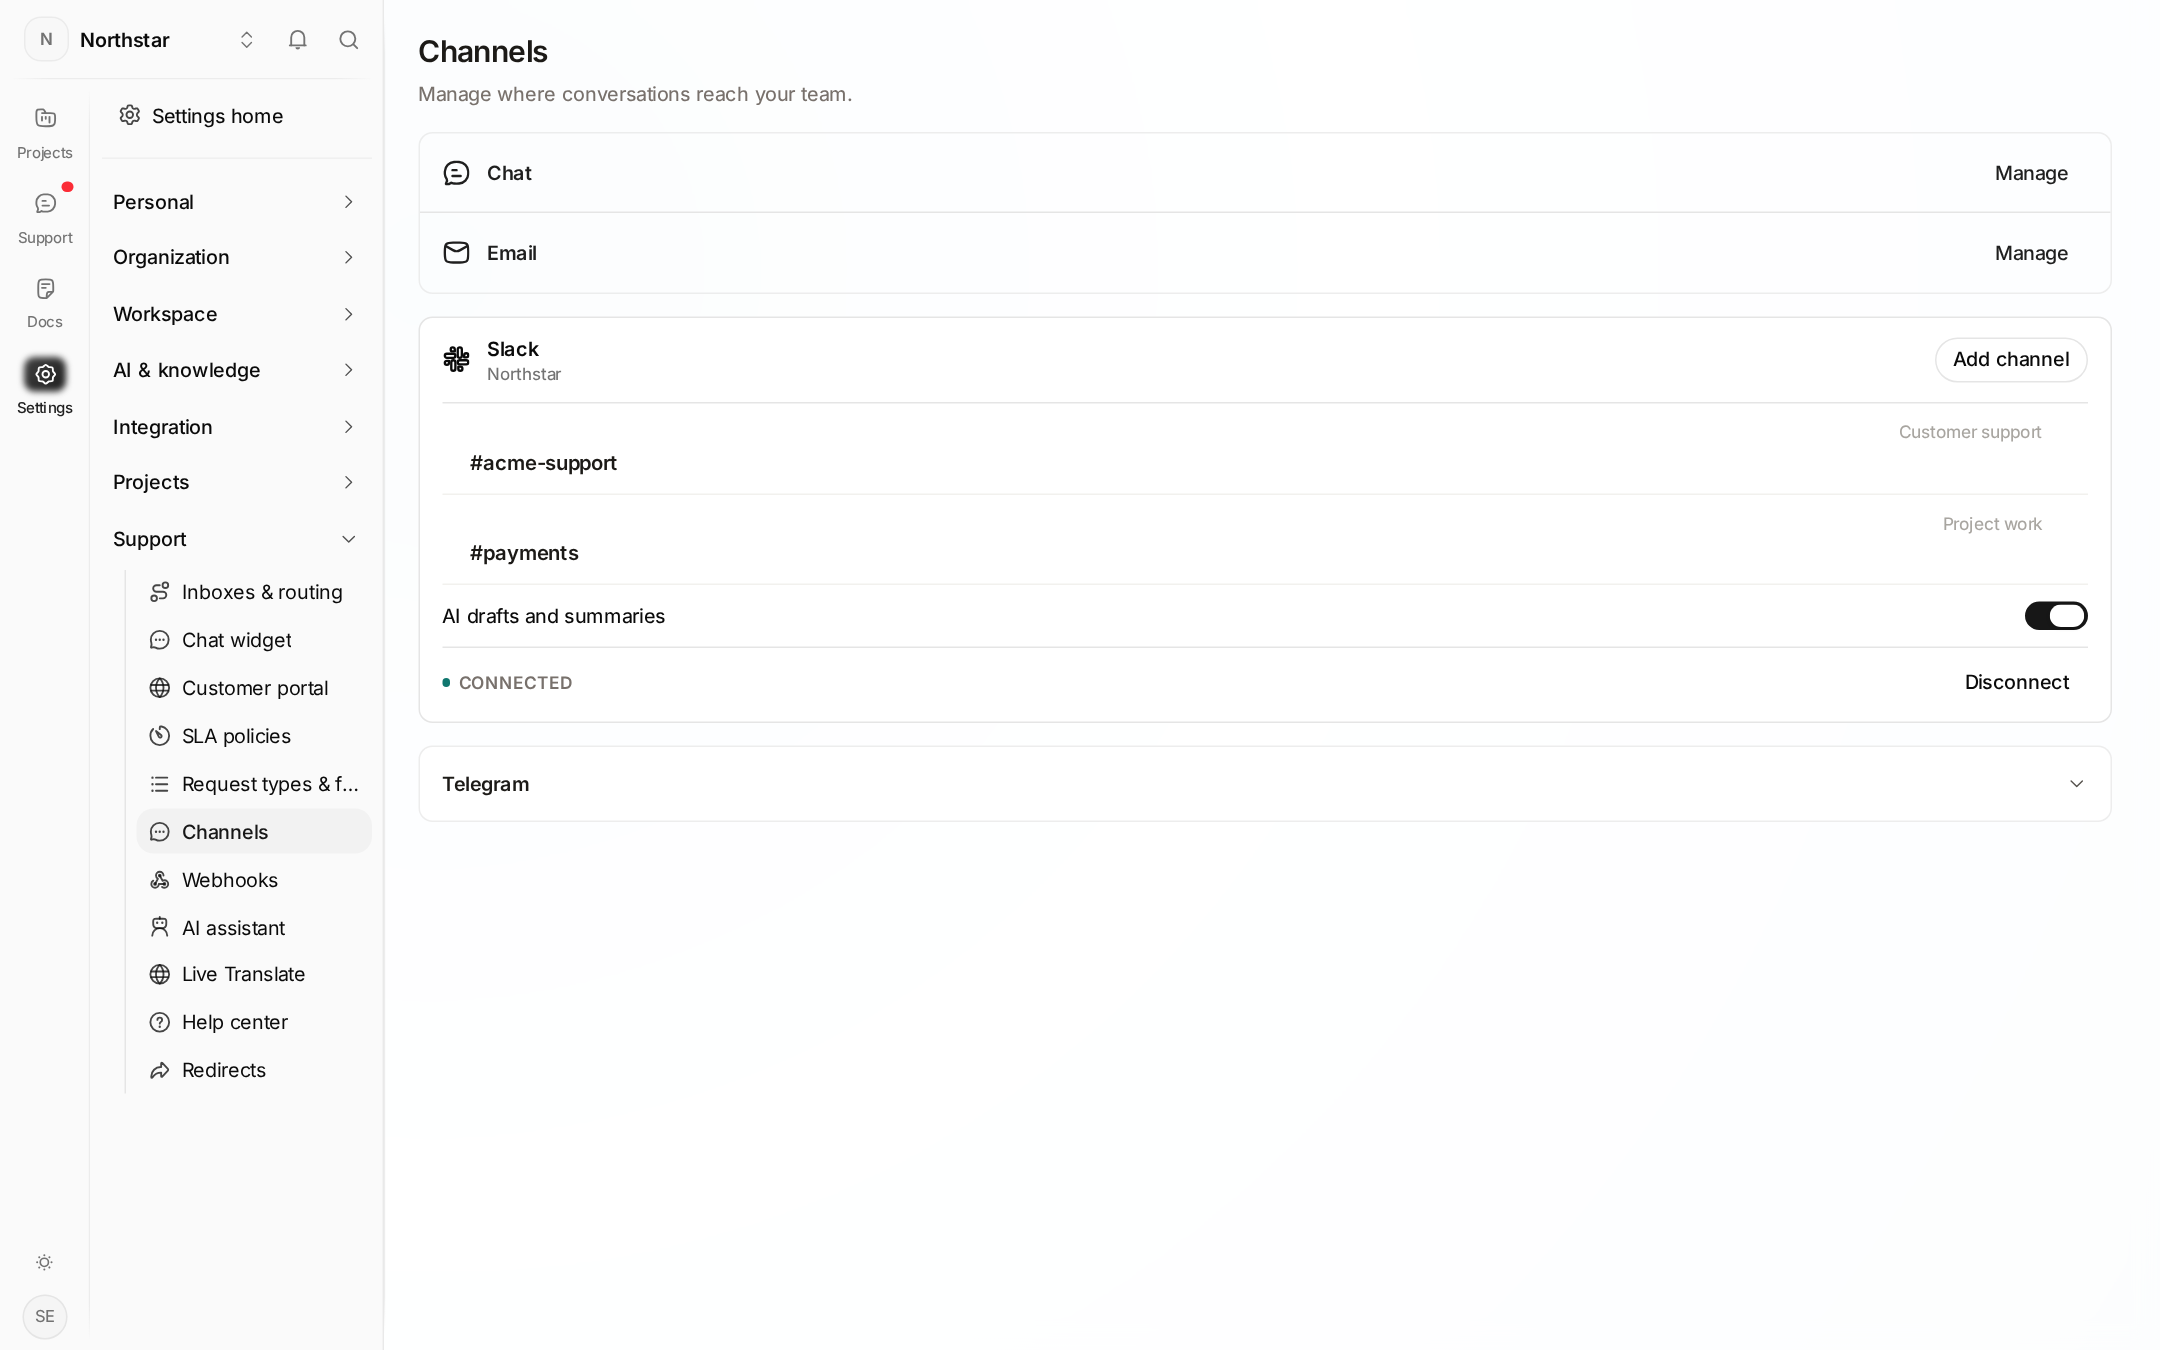 N
Northstar
Projects
Support
Docs
Settings
Settings home
Personal
Organization
Workspace
AI & knowledge
Integration
Projects
Support
Inboxes & routing
Chat widget
Customer portal
SLA policies
Request types & f...
Channels
Webhooks
AI assistant
Live Translate
Help center
Redirects
SE
Channels
Manage where conversations reach your team.
Chat
Manage
Email
Manage
Slack
Northstar
Add channel
Customer support
#acme-support
Project work
#payments
AI drafts and summaries
CONNECTED
Disconnect
Telegram